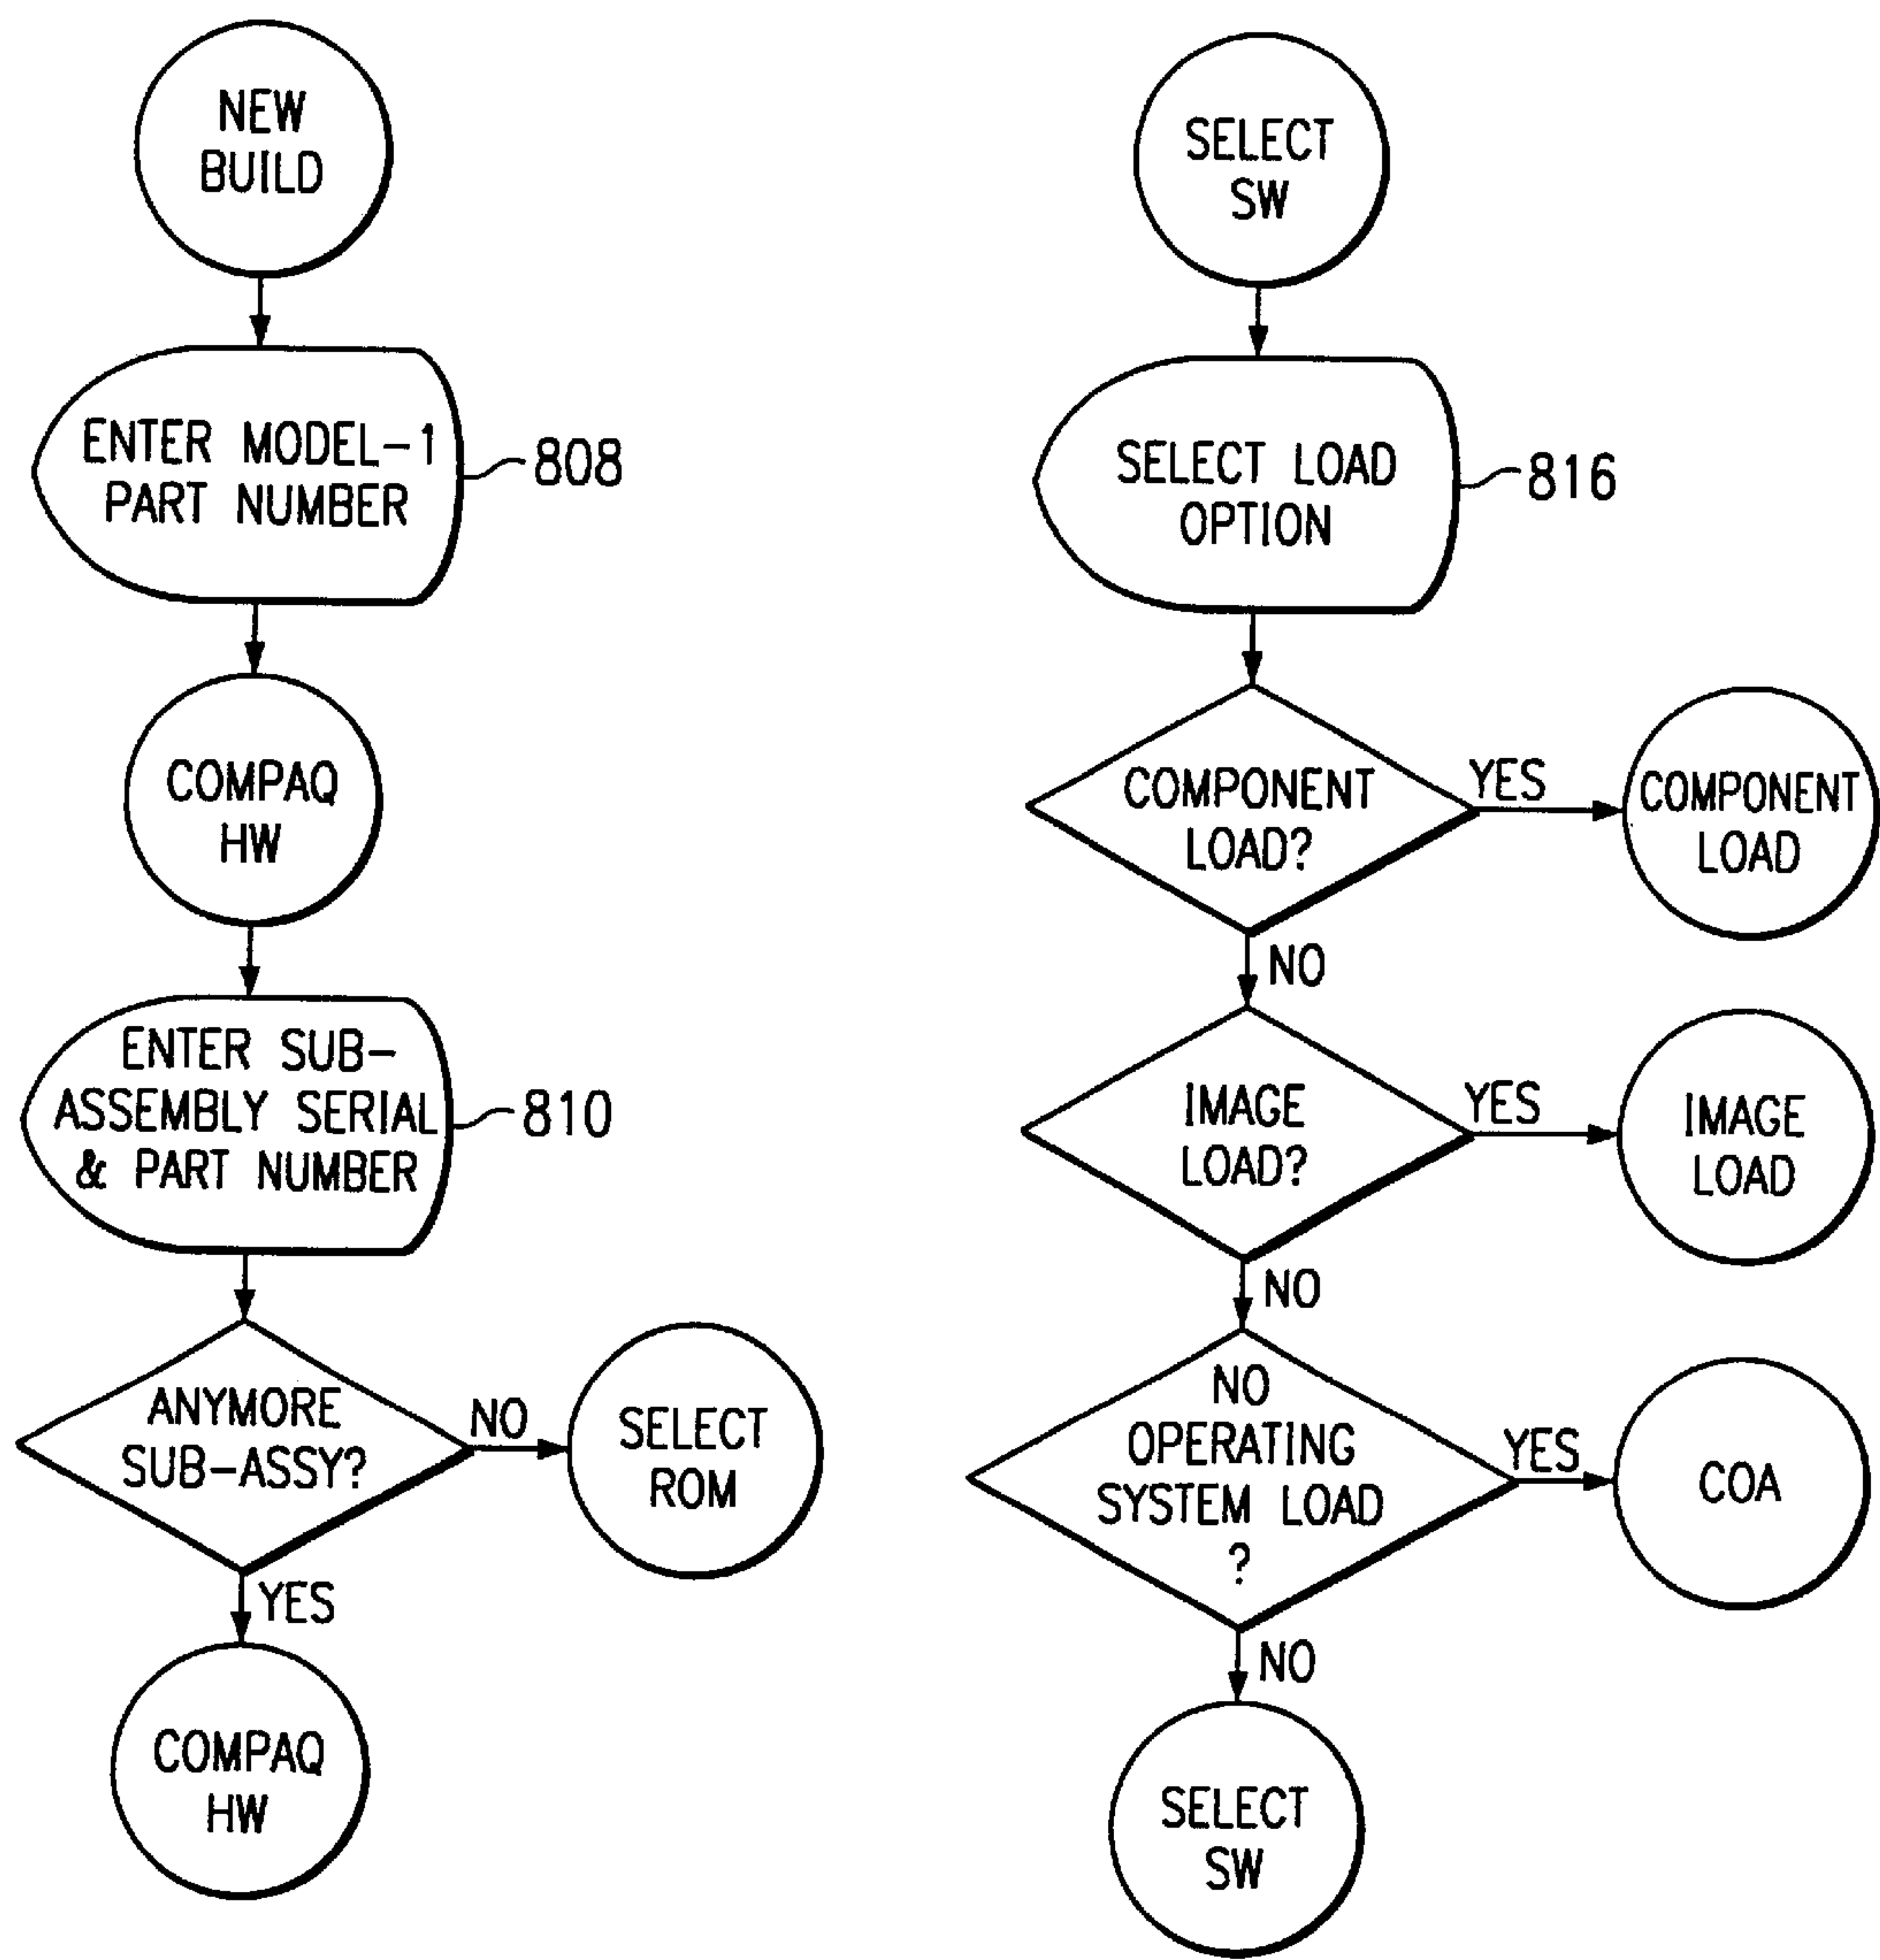 NEW
BUILD
ENTER MODEL-1
PART NUMBER
808
COMPAQ
HW
ENTER SUB-
ASSEMBLY SERIAL
& PART NUMBER
810
ANYMORE
SUB-ASSY?
NO
SELECT
ROM
YES
COMPAQ
HW
SELECT
SW
SELECT LOAD
OPTION
816
COMPONENT
LOAD?
YES
COMPONENT
LOAD
NO
IMAGE
LOAD?
YES
IMAGE
LOAD
NO
NO
OPERATING
SYSTEM LOAD
?
YES
COA
NO
SELECT
SW